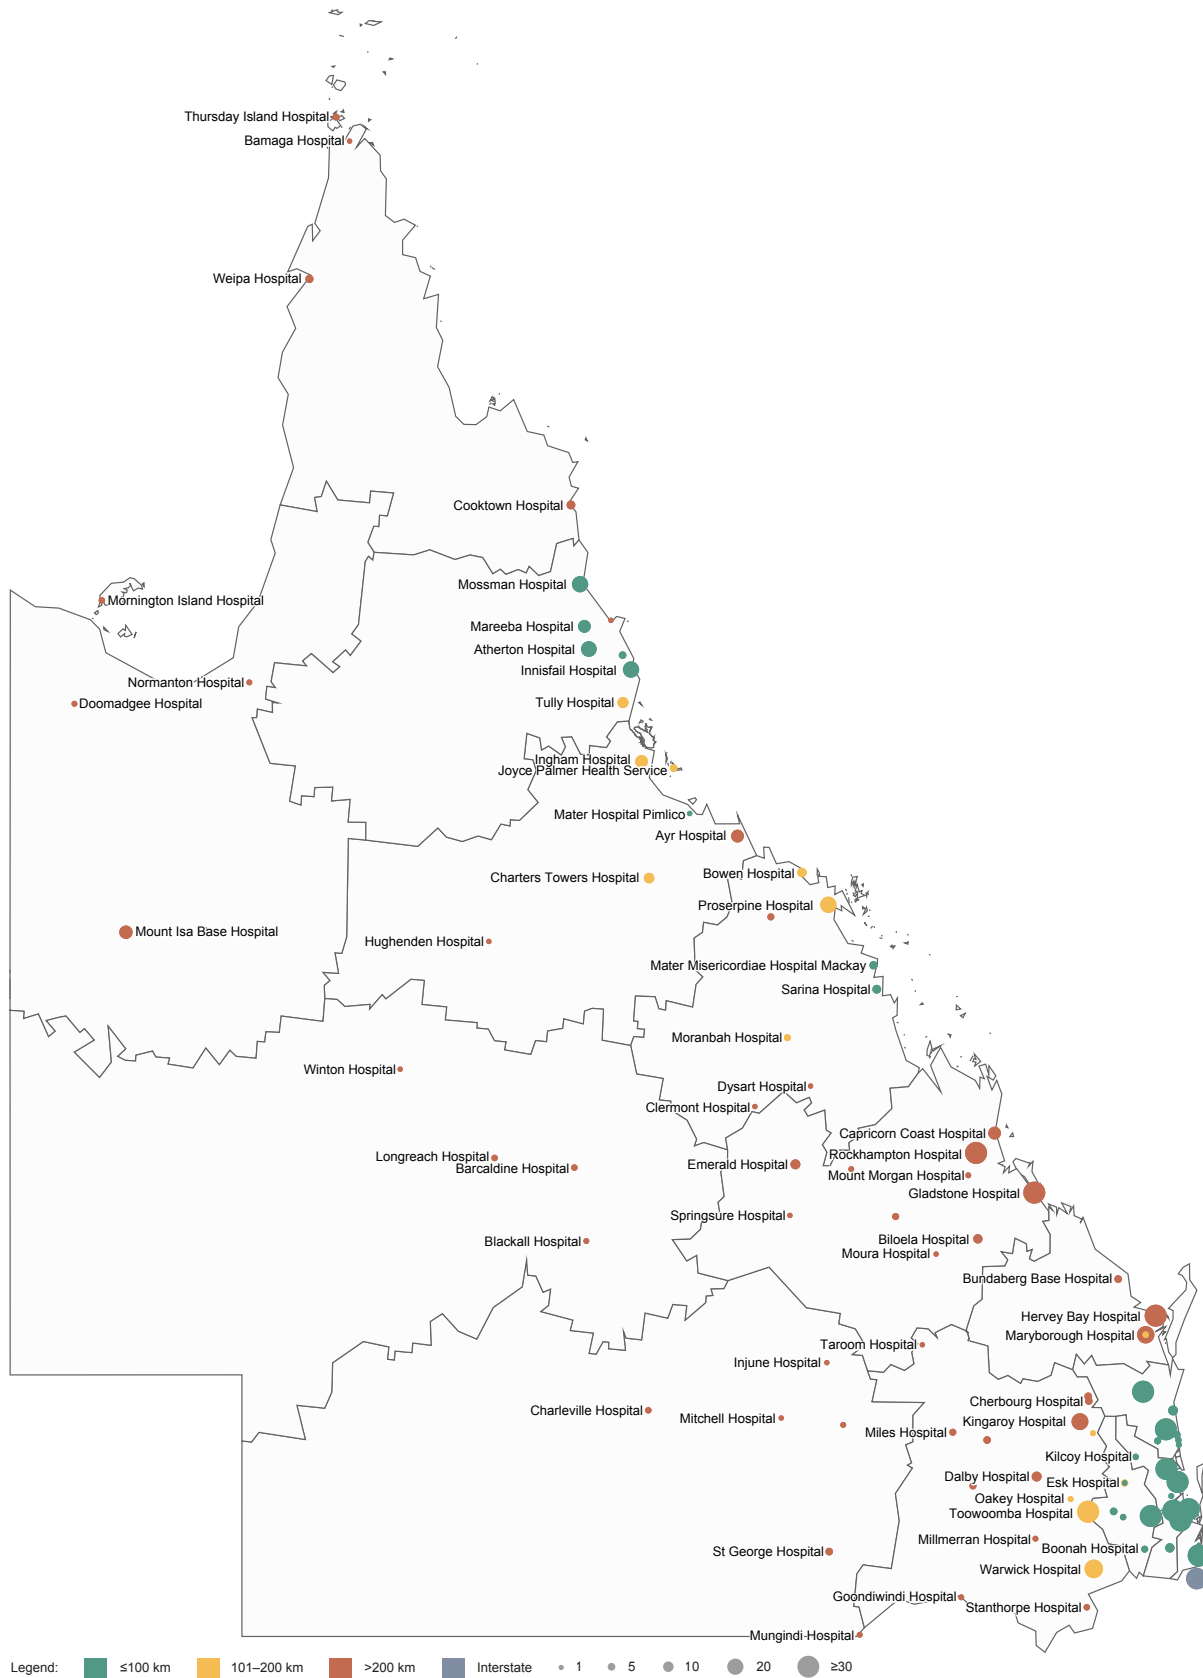 Thursday Island Hospital
Bamaga Hospital
Weipa Hospital
Cooktown Hospital
Mossman Hospital
Mornington Island Hospital
Mareeba Hospital
Atherton Hospital
Innisfail Hospital
Normanton Hospital
Doomadgee Hospital
Tully Hospital
Ingham Hospital
Joyce Palmer Health Service
Mater Hospital Pimlico
Ayr Hospital
Bowen Hospital
Charters Towers Hospital
Proserpine Hospital
Mount Isa Base Hospital
Hughenden Hospital
Mater Misericordiae Hospital Mackay
Sarina Hospital
Moranbah Hospital
Winton Hospital
Dysart Hospital
Clermont Hospital
Capricorn Coast Hospital
Rockhampton Hospital
Longreach Hospital
Barcaldine Hospital
Emerald Hospital
Mount Morgan Hospital
Gladstone Hospital
Springsure Hospital
Blackall Hospital
Biloela Hospital
Moura Hospital
Bundaberg Base Hospital
Hervey Bay Hospital
Maryborough Hospital
Taroom Hospital
Injune Hospital
Cherbourg Hospital
Charleville Hospital
Mitchell Hospital
Kingaroy Hospital
Miles Hospital
Kilcoy Hospital
Dalby Hospital
Esk Hospital
Oakey Hospital
Toowoomba Hospital
Millmerran Hospital
Boonah Hospital
St George Hospital
Warwick Hospital
Goondiwindi Hospital
Stanthorpe Hospital
Mungindi Hospital
Legend: ≤100 km 101–200 km >200 km Interstate 1 5 10 20 ≥30